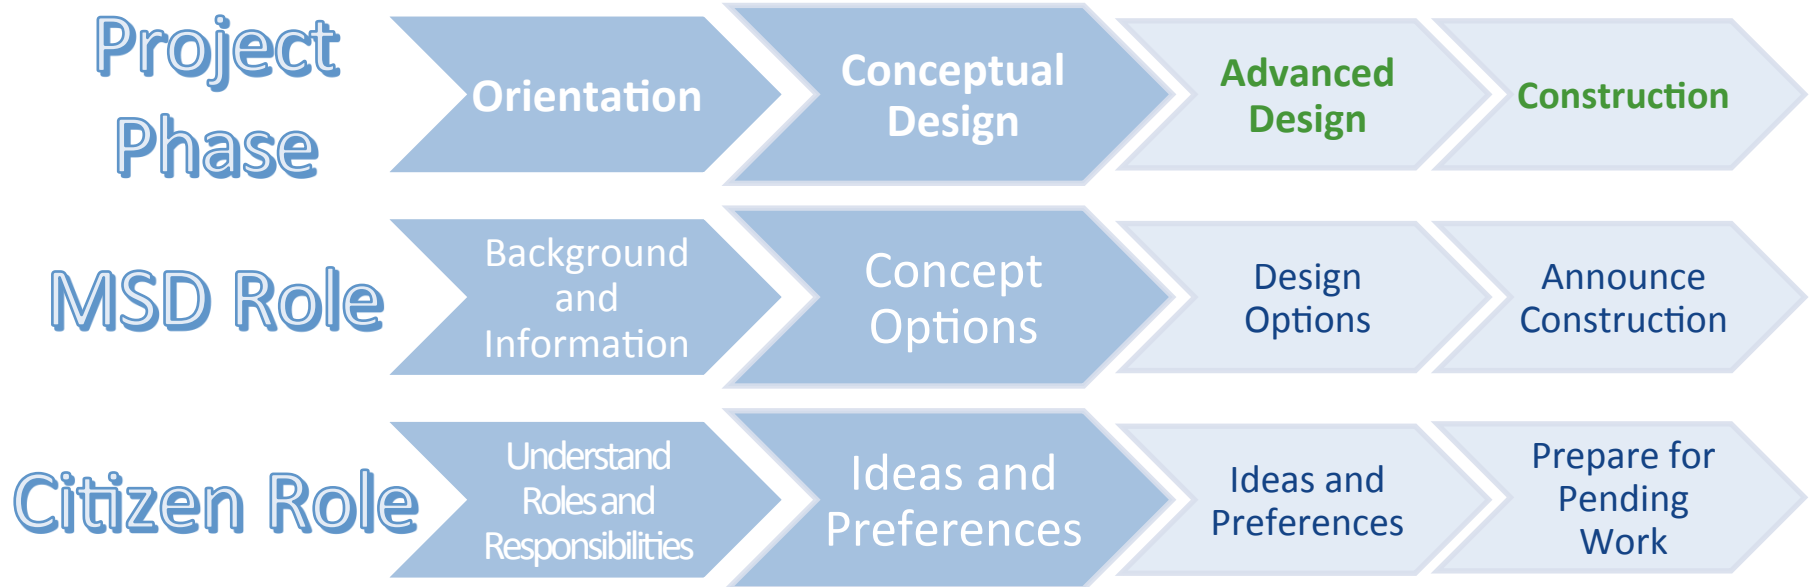 Project
Phase
Orientation
Conceptual
Design
Advanced
Design
Construction
MSD Role
Background
and
Information
Concept
Options
Design
Options
Announce
Construction
Citizen Role
Understand
Roles and
Responsibilities
Ideas and
Preferences
Ideas and
Preferences
Prepare for
Pending
Work